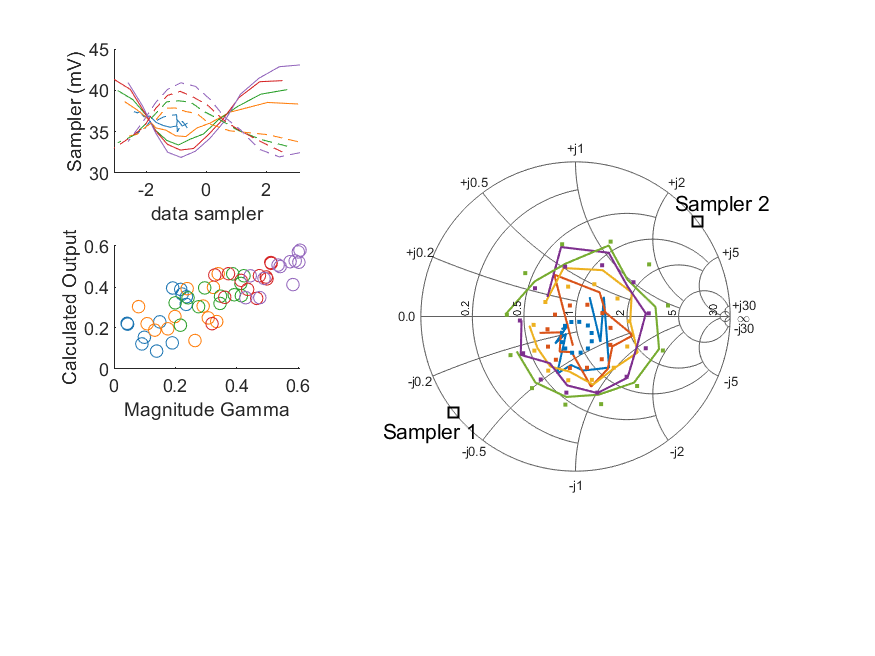 45
40
35
30
Sampler (mV)
-2
0
2
data sampler
0.6
0.4
0.2
0
Calculated Output
0
0.2
0.4
0.6
Magnitude Gamma
+j1
+j0.5
+j2
Sampler 2
+j0.2
+j5
0.0
0.2
0.5
1
2
5
30
+j30
∞
-j30
-j0.2
-j5
Sampler 1
-j0.5
-j2
-j1